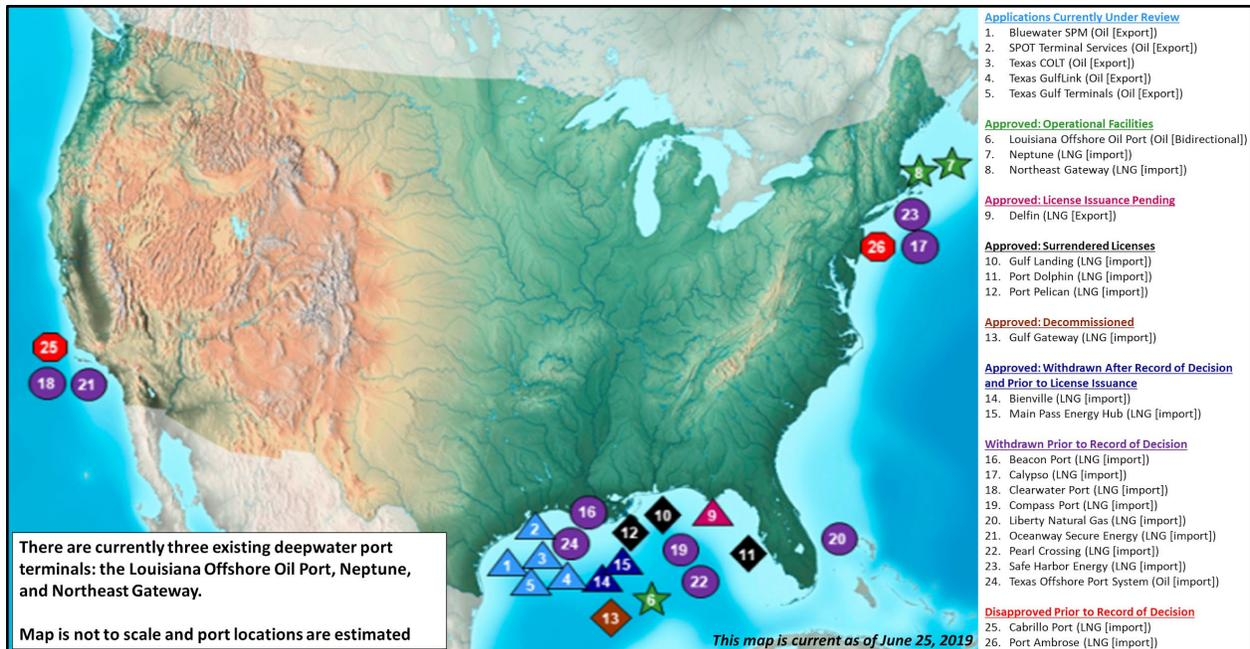 Applications Currently Under Review
1. Bluewater SPM (Oil [Export])
2. SPOT Terminal Services (Oil [Export])
3. Texas COLT (Oil [Export])
4. Texas GulfLink (Oil [Export])
5. Texas Gulf Terminals (Oil [Export])
Approved: Operational Facilities
6. Louisiana Offshore Oil Port (Oil [Bidirectional])
7. Neptune (LNG [import])
8. Northeast Gateway (LNG [import])
Approved: License Issuance Pending
9. Delfin (LNG [Export])
Approved: Surrendered Licenses
10. Gulf Landing (LNG [import])
11. Port Dolphin (LNG [import])
12. Port Pelican (LNG [import])
Approved: Decommissioned
13. Gulf Gateway (LNG [import])
Approved: Withdrawn After Record of Decision
and Prior to License Issuance
14. Bienville (LNG [import])
15. Main Pass Energy Hub (LNG [import])
Withdrawn Prior to Record of Decision
16. Beacon Port (LNG [import])
17. Calypso (LNG [import])
18. Clearwater Port (LNG [import])
19. Compass Port (LNG [import])
20. Liberty Natural Gas (LNG [import])
21. Oceanway Secure Energy (LNG [import])
22. Pearl Crossing (LNG [import])
23. Safe Harbor Energy (LNG [import])
24. Texas Offshore Port System (Oil [import])
Disapproved Prior to Record of Decision
25. Cabrillo Port (LNG [import])
26. Port Ambrose (LNG [import])
8
7
23
26
17
25
18
21
16
10
9
2
12
24
19
11
20
1
3
15
4
14
22
5
6
13
There are currently three existing deepwater port
terminals: the Louisiana Offshore Oil Port, Neptune,
and Northeast Gateway.
Map is not to scale and port locations are estimated
This map is current as of June 25, 2019